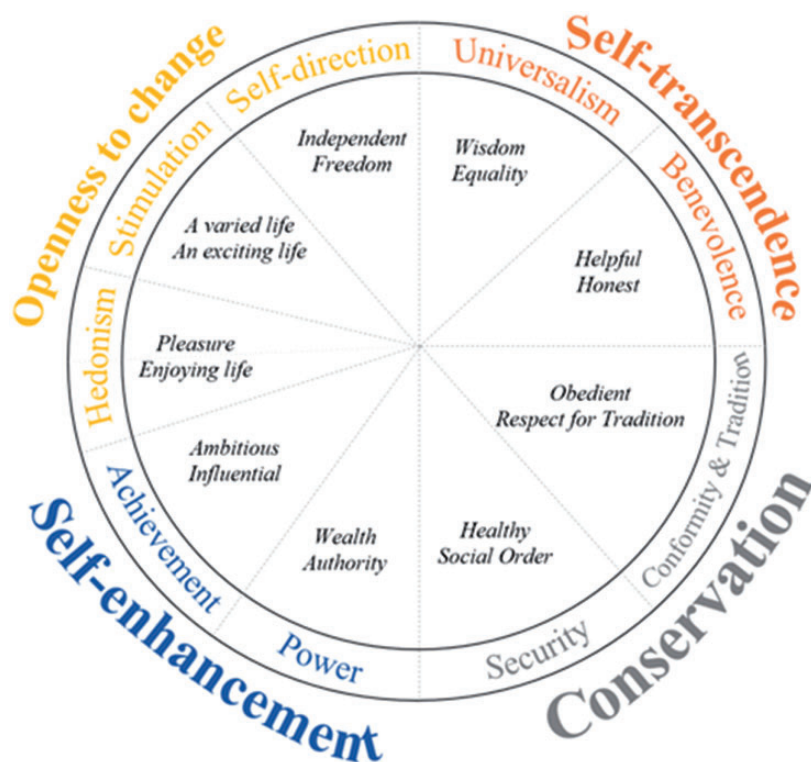 Openness to change
Self-transcendence
Self-enhancement
Conservation
Self-direction
Universalism
Benevolence
Conformity & Tradition
Security
Power
Achievement
Hedonism
Stimulation
Independent
Freedom
Wisdom
Equality
A varied life
An exciting life
Helpful
Honest
Pleasure
Enjoying life
Obedient
Respect for Tradition
Ambitious
Influential
Wealth
Authority
Healthy
Social Order